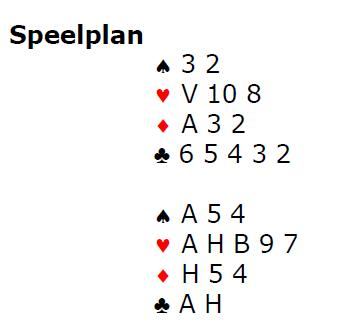 Speelplan
♠ 3 2
♥ V 10 8
♦ A 3 2
♣ 6 5 4 3 2
♠ A 5 4
♥ A H B 9 7
♦ H 5 4
♣ A H